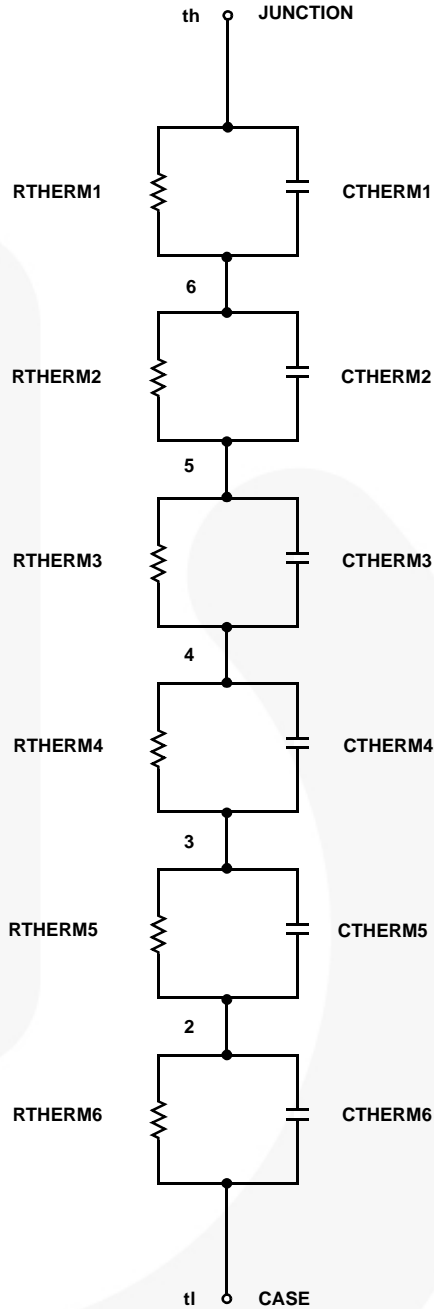 th JUNCTION
RTHERM1 CTHERM1
6
RTHERM2 CTHERM2
5
RTHERM3 CTHERM3
4
RTHERM4 CTHERM4
3
RTHERM5 CTHERM5
2
RTHERM6 CTHERM6
tl CASE